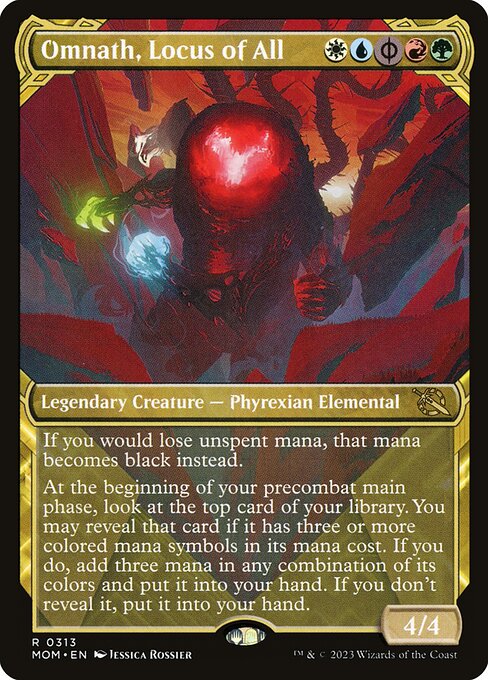 Omnath, Locus of All
Legendary Creature — Phyrexian Elemental
If you would lose unspent mana, that mana
becomes black instead.
At the beginning of your precombat main
phase, look at the top card of your library. You
may reveal that card if it has three or more
colored mana symbols in its mana cost. If you
do, add three mana in any combination of its
colors and put it into your hand. If you don't
reveal it, put it into your hand.
4/4
R 0313
MOM • EN Jessica Rossier
™ & © 2023 Wizards of the Coast